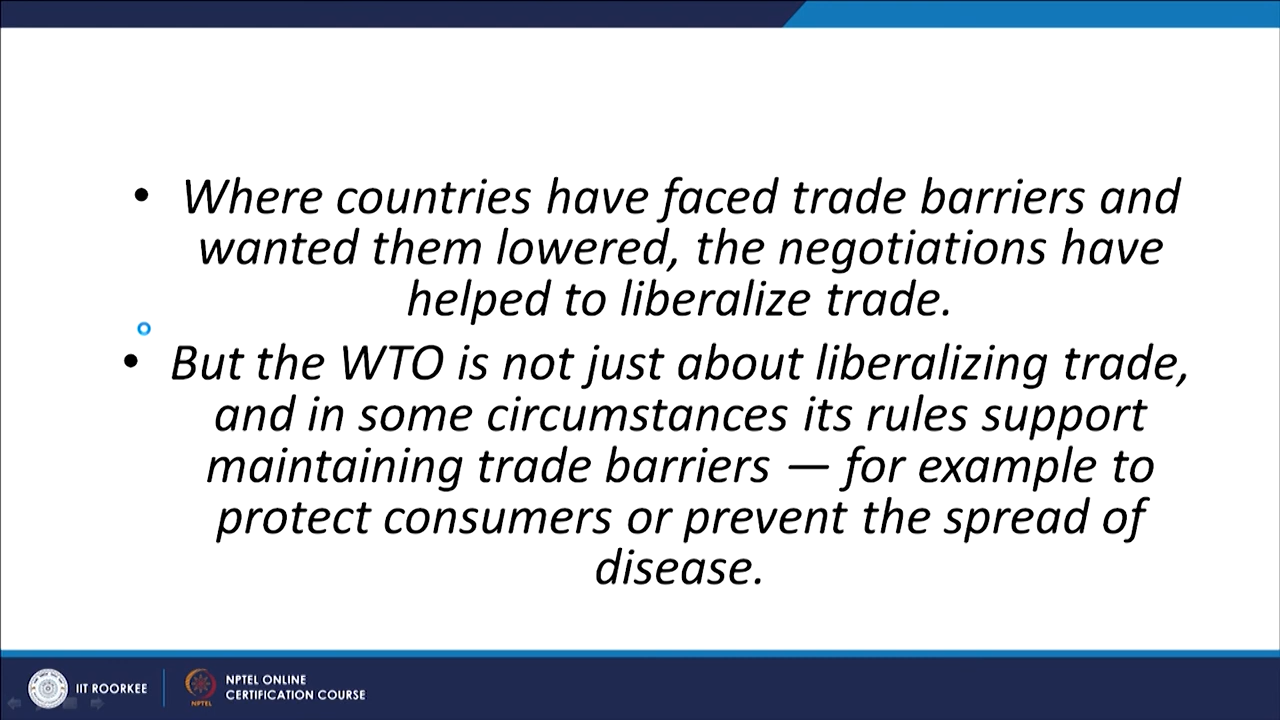 • Where countries have faced trade barriers and
wanted them lowered, the negotiations have
helped to liberalize trade.
• But the WTO is not just about liberalizing trade,
and in some circumstances its rules support
maintaining trade barriers — for example to
protect consumers or prevent the spread of
disease.
IIT ROORKEE
NPTEL
NPTEL ONLINE
CERTIFICATION COURSE